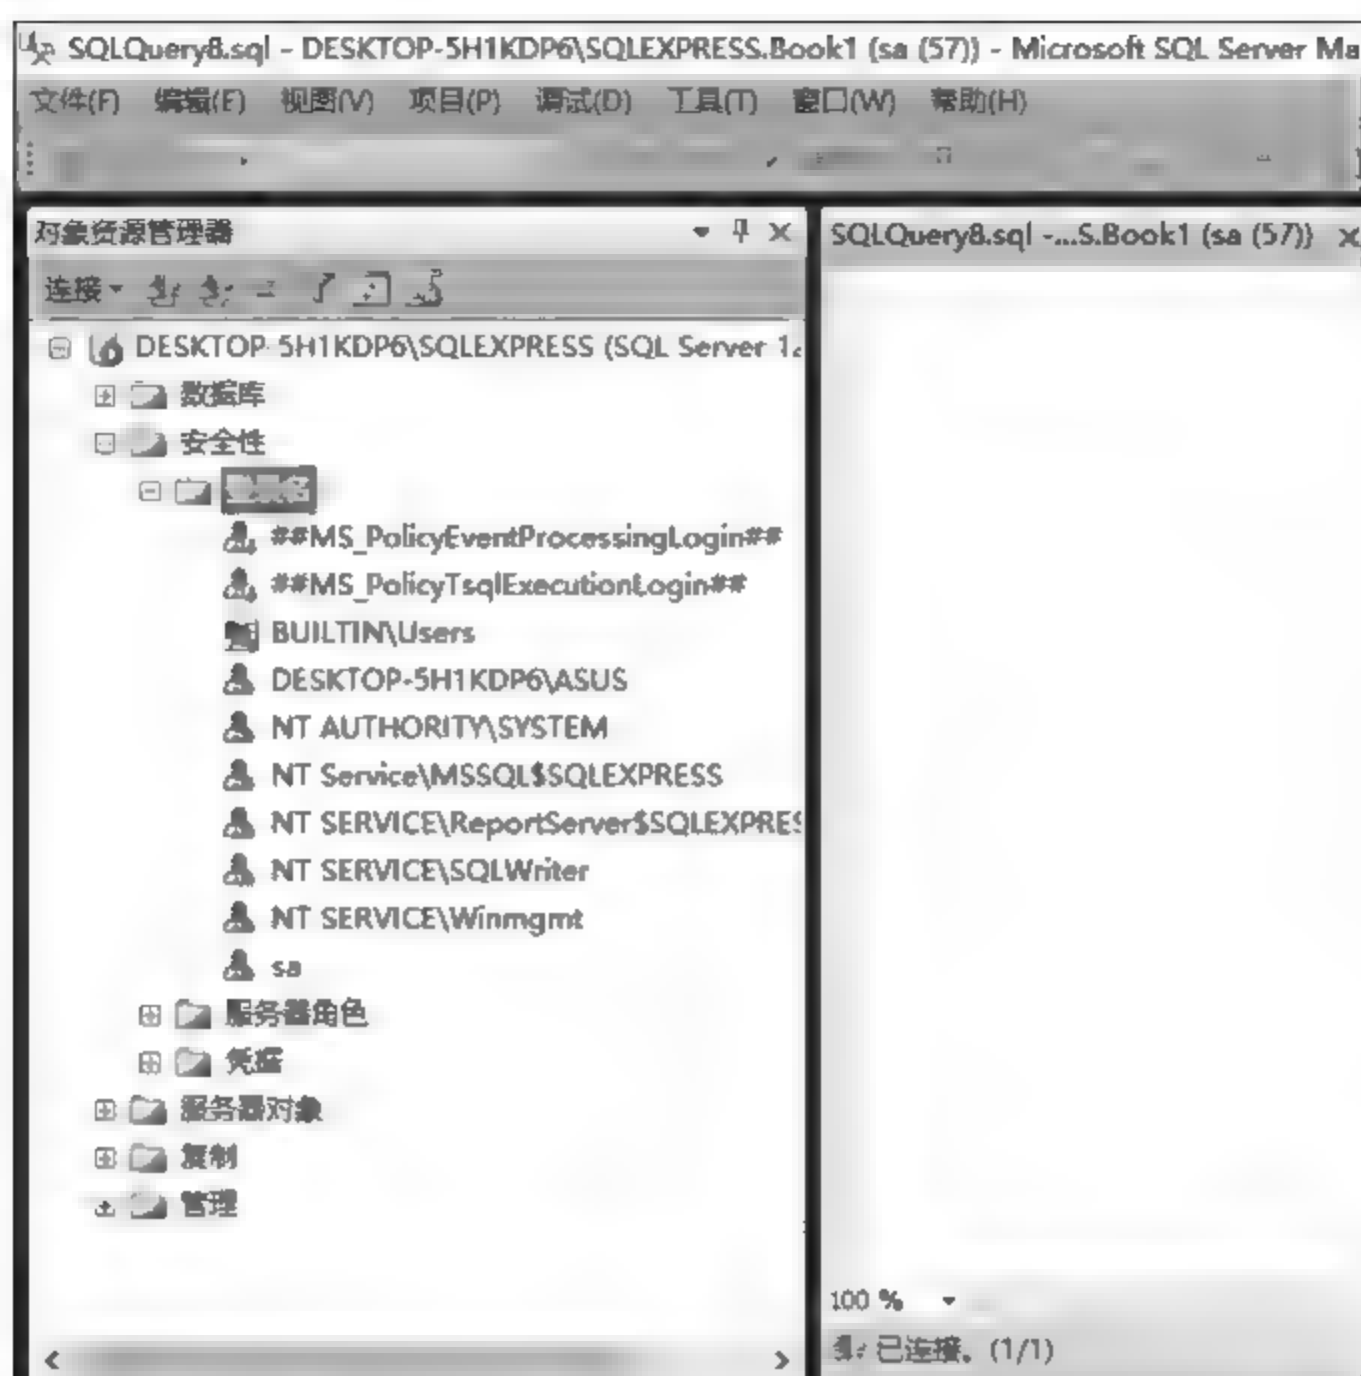 SQLQuery8.sql - DESKTOP-5H1KDP6\SQLEXPRESS.Book1 (sa (57)) - Microsoft SQL Server Ma
文件(F) 编辑(E) 视图(V) 项目(P) 调试(D) 工具(T) 窗口(W) 帮助(H)
对象资源管理器
SQLQuery8.sql -...S.Book1 (sa (57))
连接
DESKTOP-5H1KDP6\SQLEXPRESS (SQL Server 12
数据库
安全性
登录名
##MS_PolicyEventProcessingLogin##
##MS_PolicyTsqlExecutionLogin##
BUILTIN\Users
DESKTOP-5H1KDP6\ASUS
NT AUTHORITY\SYSTEM
NT Service\MSSQL$SQLEXPRESS
NT SERVICE\ReportServer$SQLEXPRES
NT SERVICE\SQLWriter
NT SERVICE\Winmgmt
sa
服务器角色
凭据
服务器对象
复制
管理
100 %
已连接。(1/1)